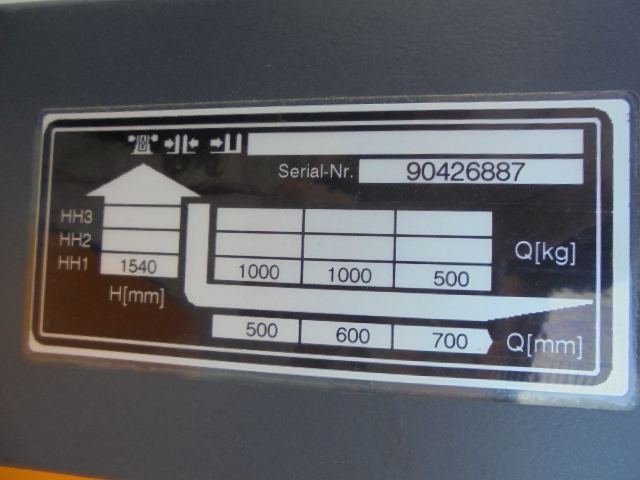 Serial-Nr. 90426887
HH3
HH2
HH1 1540 1000 1000 500 Q[kg]
H[mm]
500 600 700 Q[mm]